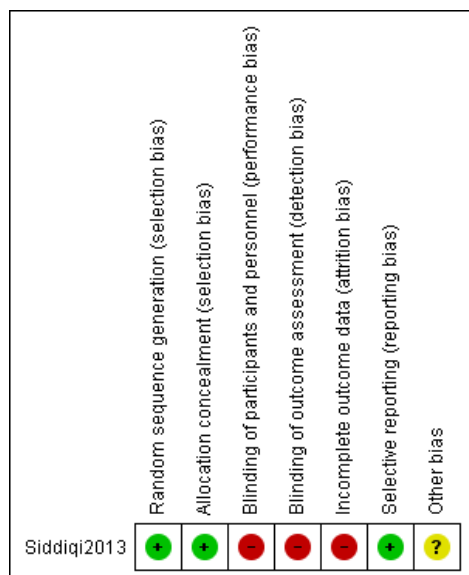 Random sequence generation (selection bias)
Allocation concealment (selection bias)
Blinding of participants and personnel (performance bias)
Blinding of outcome assessment (detection bias)
Incomplete outcome data (attrition bias)
Selective reporting (reporting bias)
Other bias
Siddiqi2013 + + - - - + ?